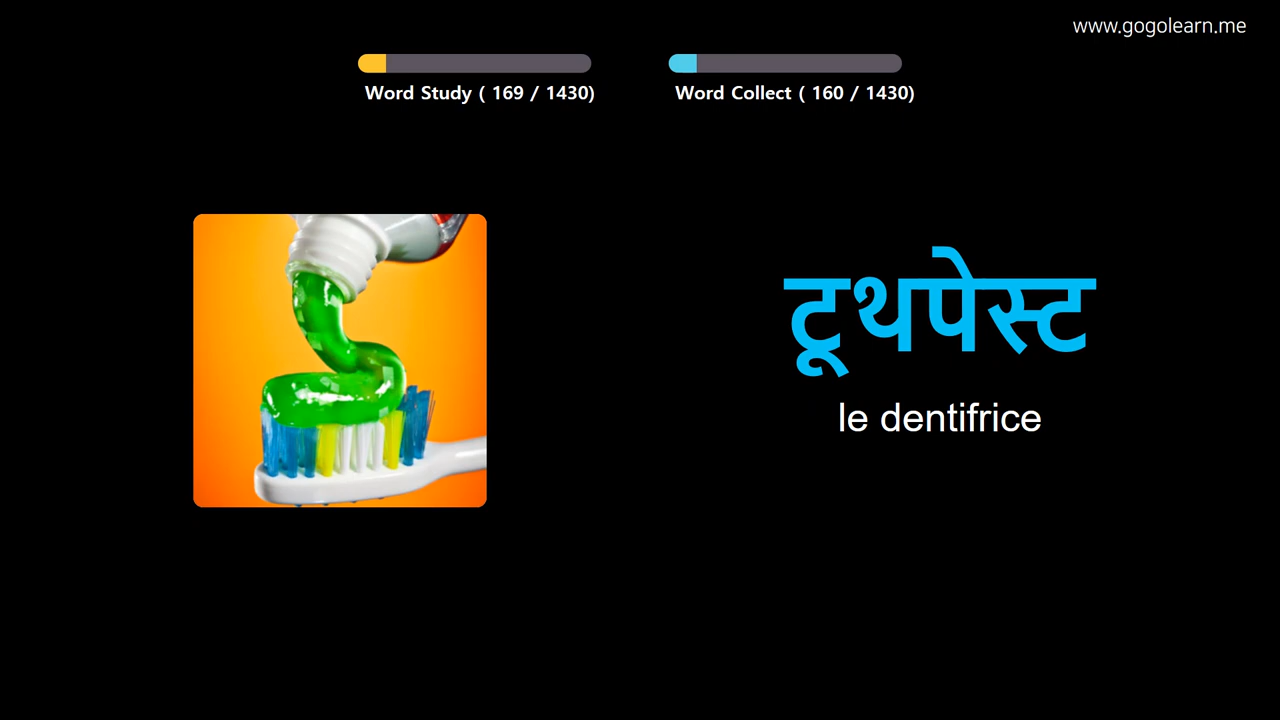 www.gogolearn.me
Word Study ( 169 / 1430)
Word Collect ( 160 / 1430)
टूथपेस्ट
le dentifrice